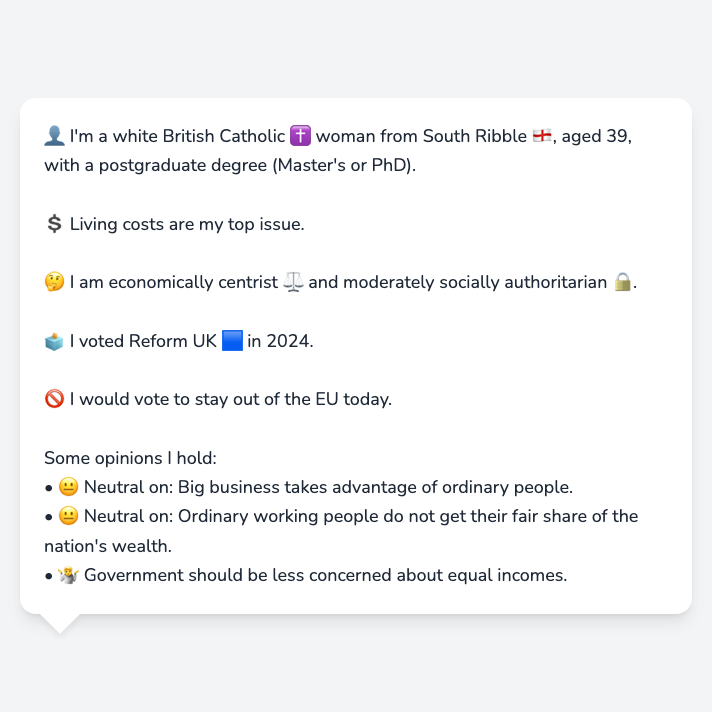 👤 I'm a white British Catholic ✝️ woman from South Ribble 🏴󠁧󠁢󠁥󠁮󠁧󠁿, aged 39,
with a postgraduate degree (Master's or PhD).
💲 Living costs are my top issue.
🤔 I am economically centrist ⚖️ and moderately socially authoritarian 🔒.
🗳️ I voted Reform UK 🟦 in 2024.
🚫 I would vote to stay out of the EU today.
Some opinions I hold:
• 😐 Neutral on: Big business takes advantage of ordinary people.
• 😐 Neutral on: Ordinary working people do not get their fair share of the
nation's wealth.
• 🤷 Government should be less concerned about equal incomes.